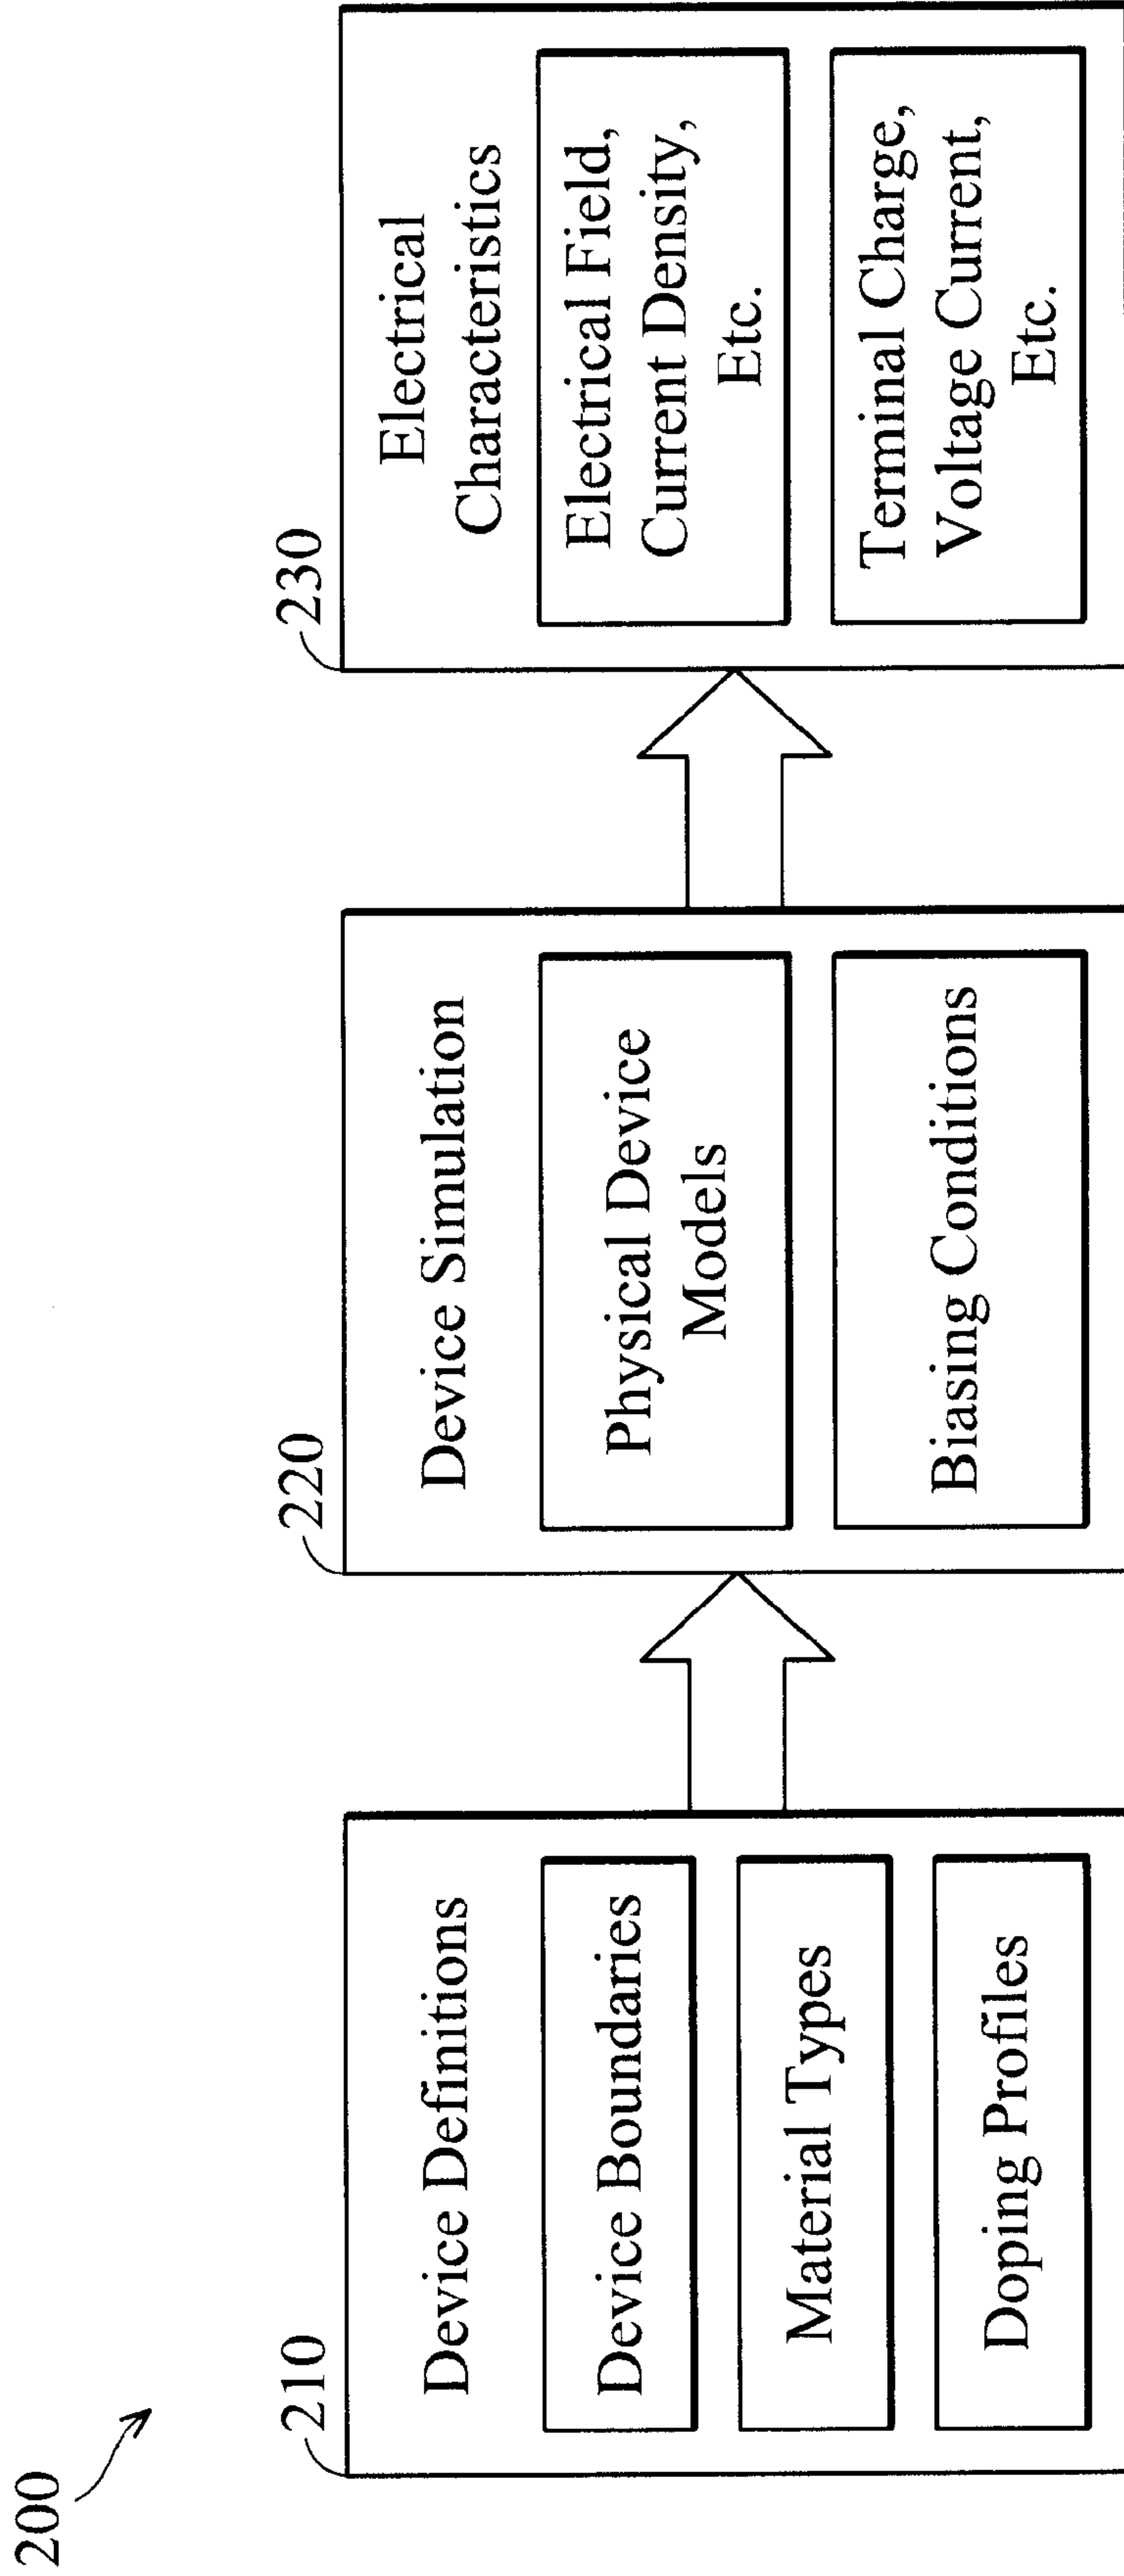 200
210
Device Definitions
Device Boundaries
Material Types
Doping Profiles
220
Device Simulation
Physical Device
Models
Biasing Conditions
230
Electrical
Characteristics
Electrical Field,
Current Density,
Etc.
Terminal Charge,
Voltage Current,
Etc.